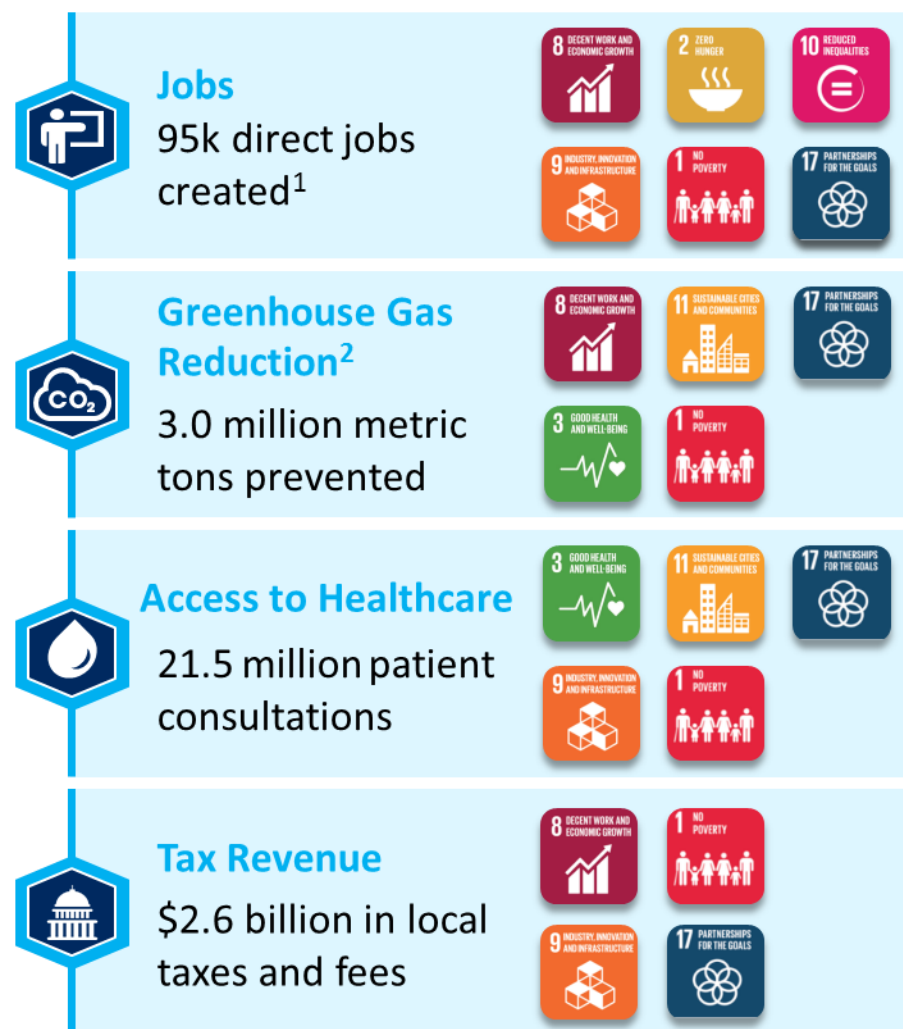 Jobs
95k direct jobs
created1
8 DECENT WORK AND
ECONOMIC GROWTH
2 ZERO
HUNGER
10 REDUCED
INEQUALITIES
9 INDUSTRY, INNOVATION
AND INFRASTRUCTURE
1 NO
POVERTY
17 PARTNERSHIPS
FOR THE GOALS
Greenhouse Gas
Reduction2
3.0 million metric
tons prevented
CO2
8 DECENT WORK AND
ECONOMIC GROWTH
11 SUSTAINABLE CITIES
AND COMMUNITIES
17 PARTNERSHIPS
FOR THE GOALS
3 GOOD HEALTH
AND WELL-BEING
1 NO
POVERTY
Access to Healthcare
21.5 million patient
consultations
3 GOOD HEALTH
AND WELL-BEING
11 SUSTAINABLE CITIES
AND COMMUNITIES
17 PARTNERSHIPS
FOR THE GOALS
9 INDUSTRY, INNOVATION
AND INFRASTRUCTURE
1 NO
POVERTY
Tax Revenue
$2.6 billion in local
taxes and fees
8 DECENT WORK AND
ECONOMIC GROWTH
1 NO
POVERTY
9 INDUSTRY, INNOVATION
AND INFRASTRUCTURE
17 PARTNERSHIPS
FOR THE GOALS